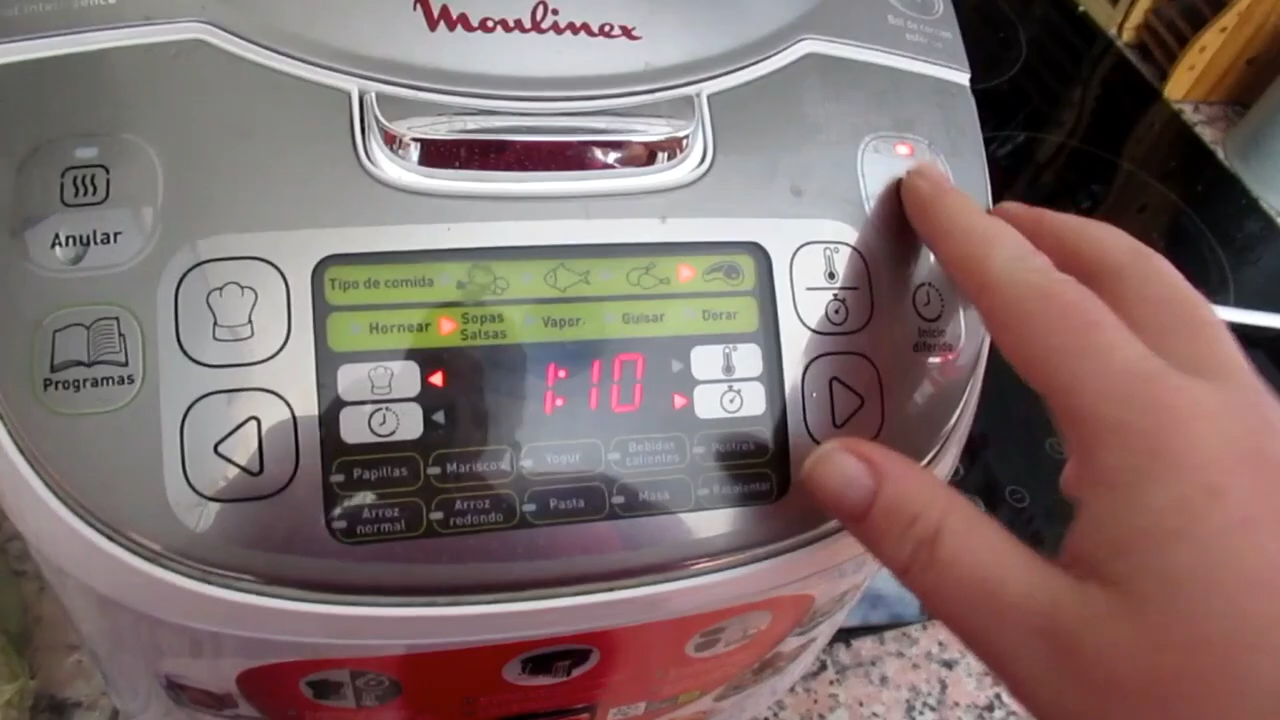 Moulinex
Anular
Programas
Tipo de comida
Hornear
Sopas
Salsas
Vapor
Guisar
Dorar
1:10
Inicio
diferido
Papillas
Mariscos
Yogur
Bebidas
calientes
Postres
Arroz
normal
Arroz
redondo
Pasta
Masa
Recalentar